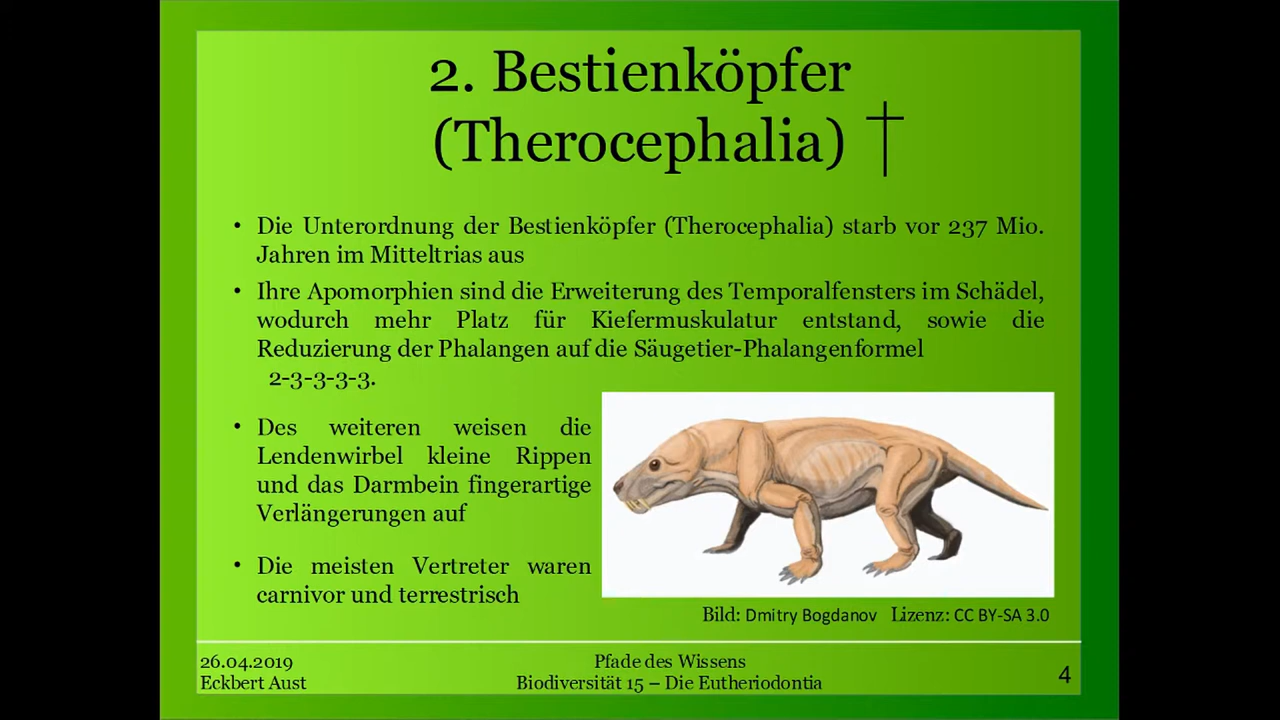 2. Bestienköpfer
(Therocephalia) †
• Die Unterordnung der Bestienköpfer (Therocephalia) starb vor 237 Mio.
Jahren im Mitteltrias aus
• Ihre Apomorphien sind die Erweiterung des Temporalfensters im Schädel,
wodurch mehr Platz für Kiefermuskulatur entstand, sowie die
Reduzierung der Phalangen auf die Säugetier-Phalangenformel
2-3-3-3-3.
• Des weiteren weisen die
Lendenwirbel kleine Rippen
und das Darmbein fingerartige
Verlängerungen auf
• Die meisten Vertreter waren
carnivor und terrestrisch
Bild: Dmitry Bogdanov Lizenz: CC BY-SA 3.0
26.04.2019
Eckbert Aust
Pfade des Wissens
Biodiversität 15 – Die Eutheriodontia
4